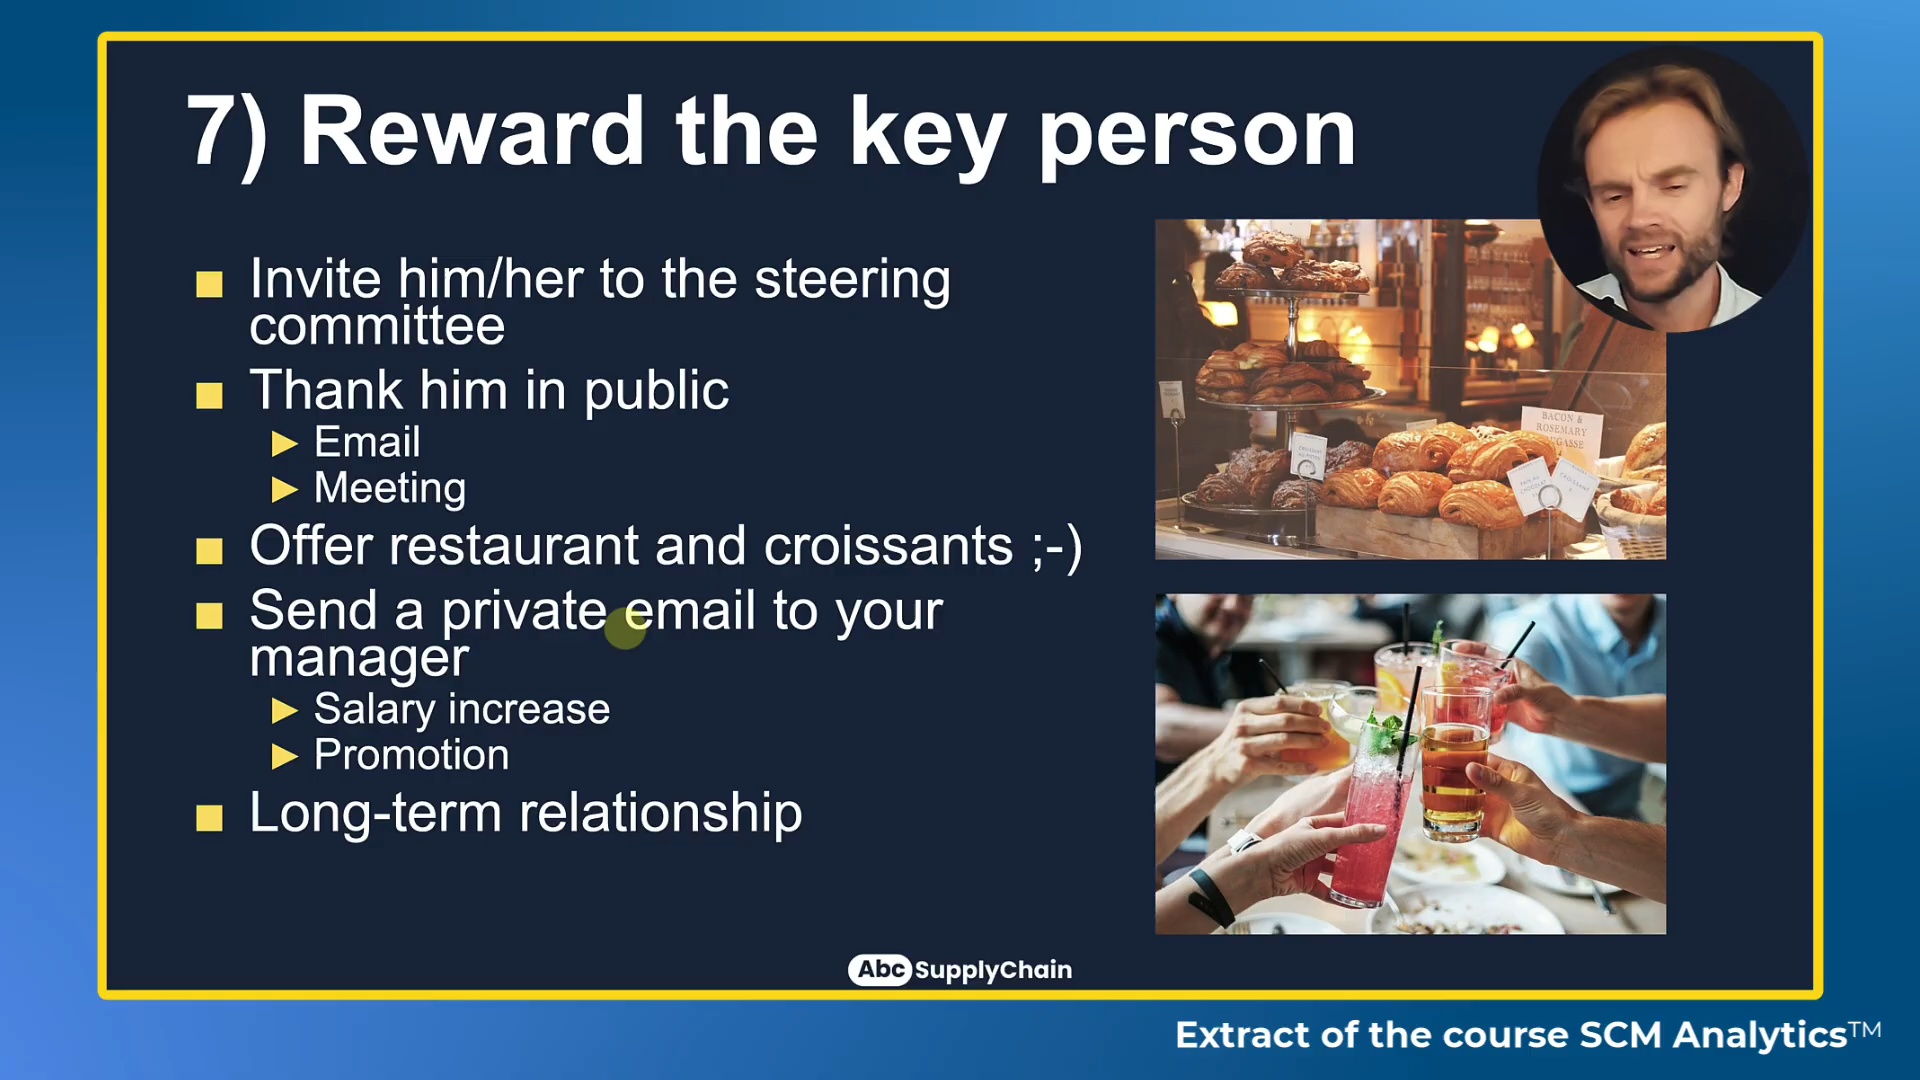 7) Reward the key person
Invite him/her to the steering
committee
Thank him in public
Email
Meeting
Offer restaurant and croissants ;-)
Send a private email to your
manager
Salary increase
Promotion
Long-term relationship
BACON &
ROSEMARY
Abc SupplyChain
Extract of the course SCM Analytics™